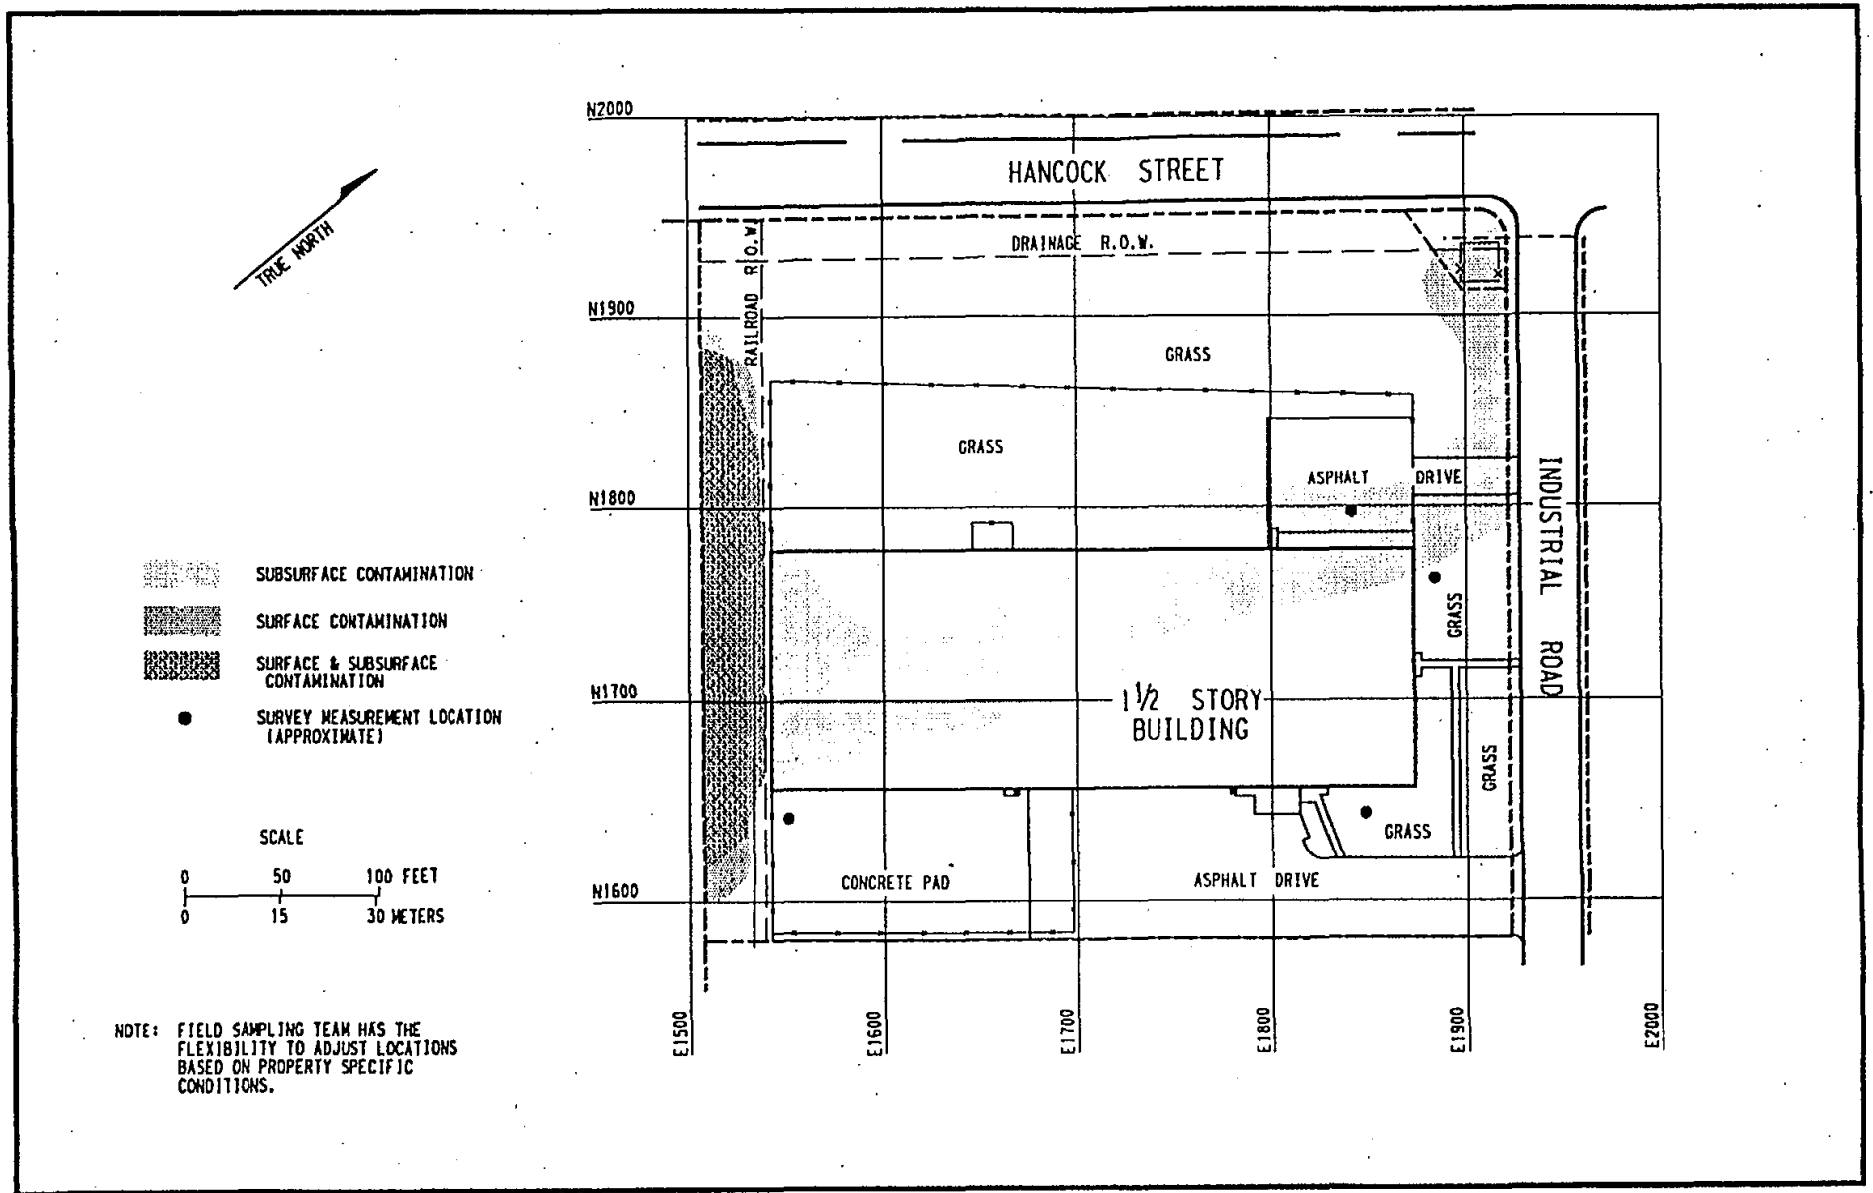 N2000
HANCOCK STREET
TRUE NORTH
DRAINAGE R.O.W.
RAILROAD R.O.W.
N1900
GRASS
GRASS
ASPHALT DRIVE
N1800
INDUSTRIAL ROAD
SUBSURFACE CONTAMINATION
SURFACE CONTAMINATION
GRASS
SURFACE & SUBSURFACE
CONTAMINATION
N1700
1 1/2 STORY
BUILDING
SURVEY MEASUREMENT LOCATION
(APPROXIMATE)
GRASS
GRASS
SCALE
0 50 100 FEET
0 15 30 METERS
CONCRETE PAD
ASPHALT DRIVE
N1600
E1500
E1600
E1700
E1800
E1900
E2000
NOTE: FIELD SAMPLING TEAM HAS THE
FLEXIBILITY TO ADJUST LOCATIONS
BASED ON PROPERTY SPECIFIC
CONDITIONS.